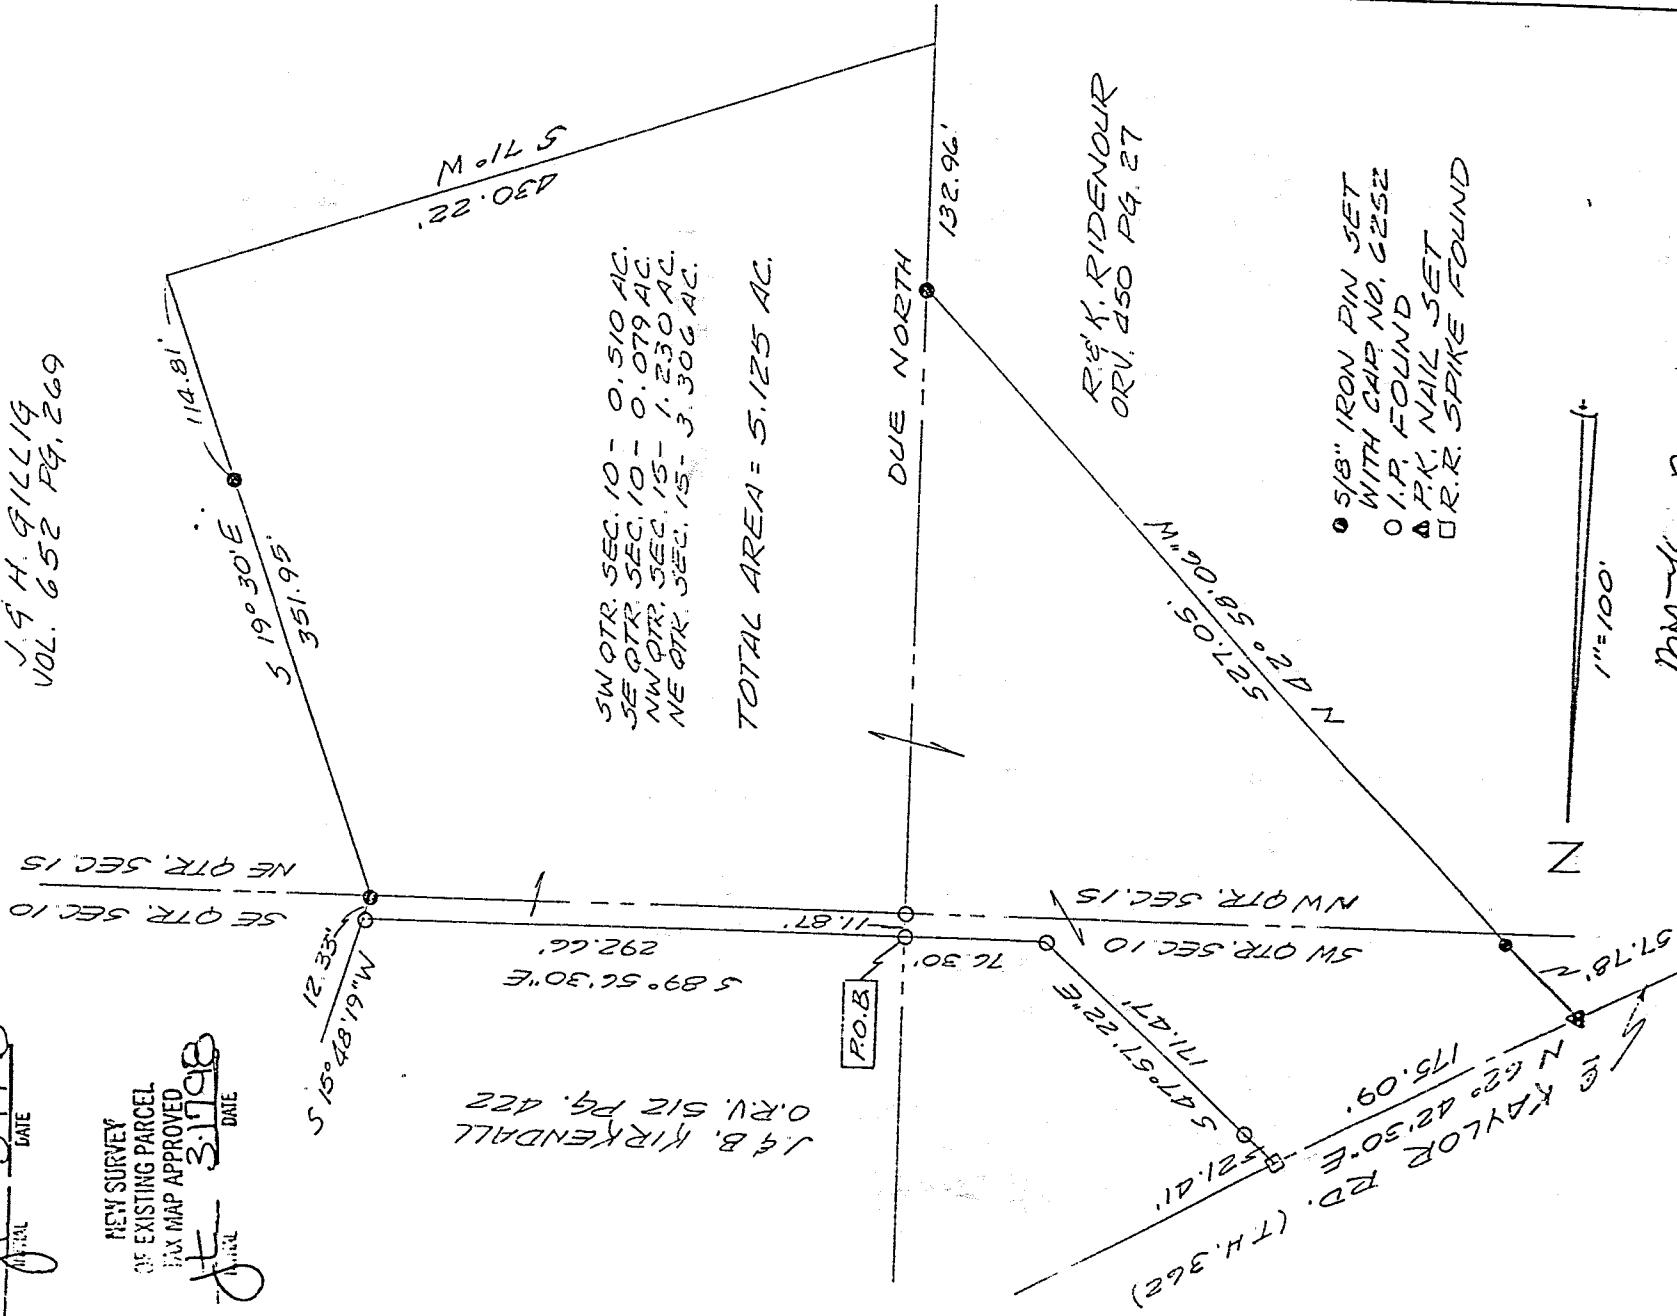 J. & H. GILLIG
VOL. 652 PG. 269
114.81'
S 19° 30' E
351.95'
S 71° W
430.22'
SW QTR. SEC. 10 - 0.510 AC.
SE QTR. SEC. 10 - 0.079 AC.
NW QTR. SEC. 15 - 1.230 AC.
NE QTR. SEC. 15 - 3.306 AC.
TOTAL AREA = 5.125 AC.
DUE NORTH
132.96'
R. & K. RIDENOUR
ORV. 450 PG. 27
N 42° 58' 06" W
527.05'
5/8" IRON PIN SET
WITH CAP NO. 6252
I.P. FOUND
P.K. NAIL SET
R.R. SPIKE FOUND
N
1"=100'
NE QTR. SEC. 15
SE QTR. SEC. 10
NW QTR. SEC. 15
SW QTR. SEC. 10
12.33'
S 15° 48' 19" W
S 89° 56' 30" E
292.66'
11.87'
76.30'
P.O.B.
S 47° 57' 22" E
171.47'
21.41'
J. & B. KIRKENDALL
O.R.V. 512 PG. 422
57.78'
175.09'
N 62° 42' 30" E
KAYLOR RD. (T.H. 362)
DATE
INITIAL
NEW SURVEY
OF EXISTING PARCEL
TAX MAP APPROVED
3.17.98
INITIAL
DATE